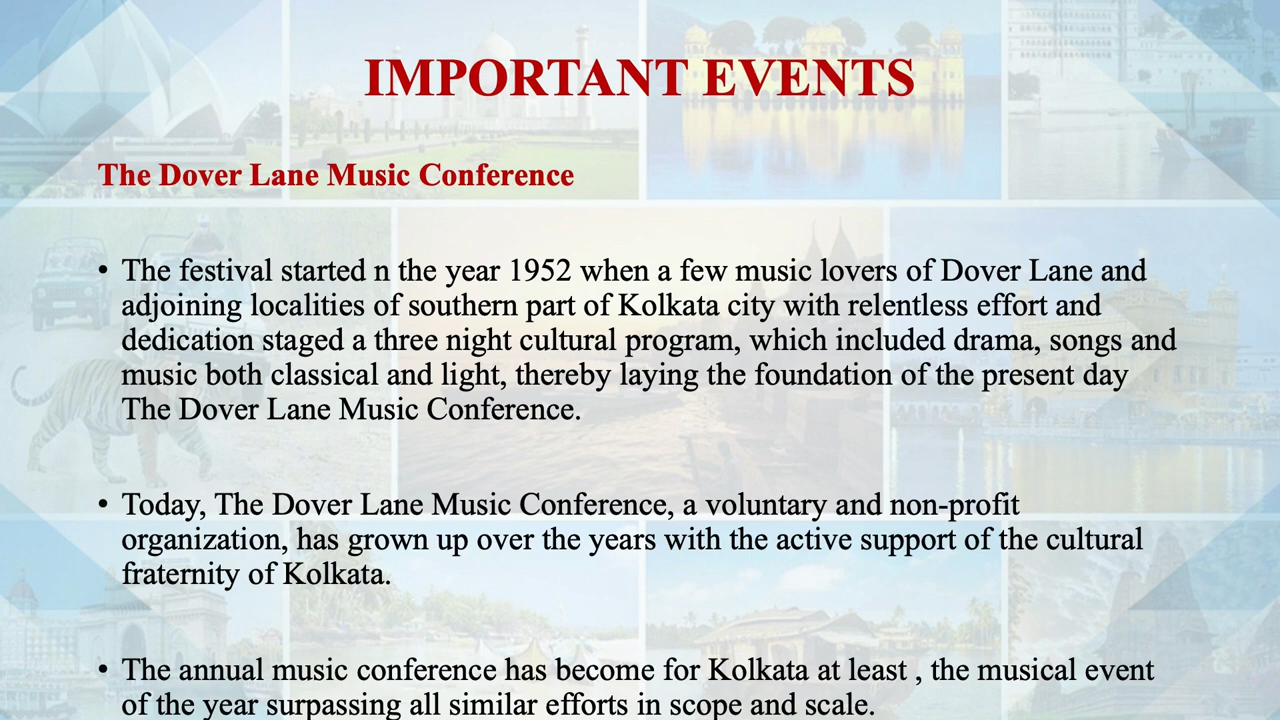 IMPORTANT EVENTS
The Dover Lane Music Conference
• The festival started n the year 1952 when a few music lovers of Dover Lane and
adjoining localities of southern part of Kolkata city with relentless effort and
dedication staged a three night cultural program, which included drama, songs and
music both classical and light, thereby laying the foundation of the present day
The Dover Lane Music Conference.
• Today, The Dover Lane Music Conference, a voluntary and non-profit
organization, has grown up over the years with the active support of the cultural
fraternity of Kolkata.
• The annual music conference has become for Kolkata at least , the musical event
of the year surpassing all similar efforts in scope and scale.